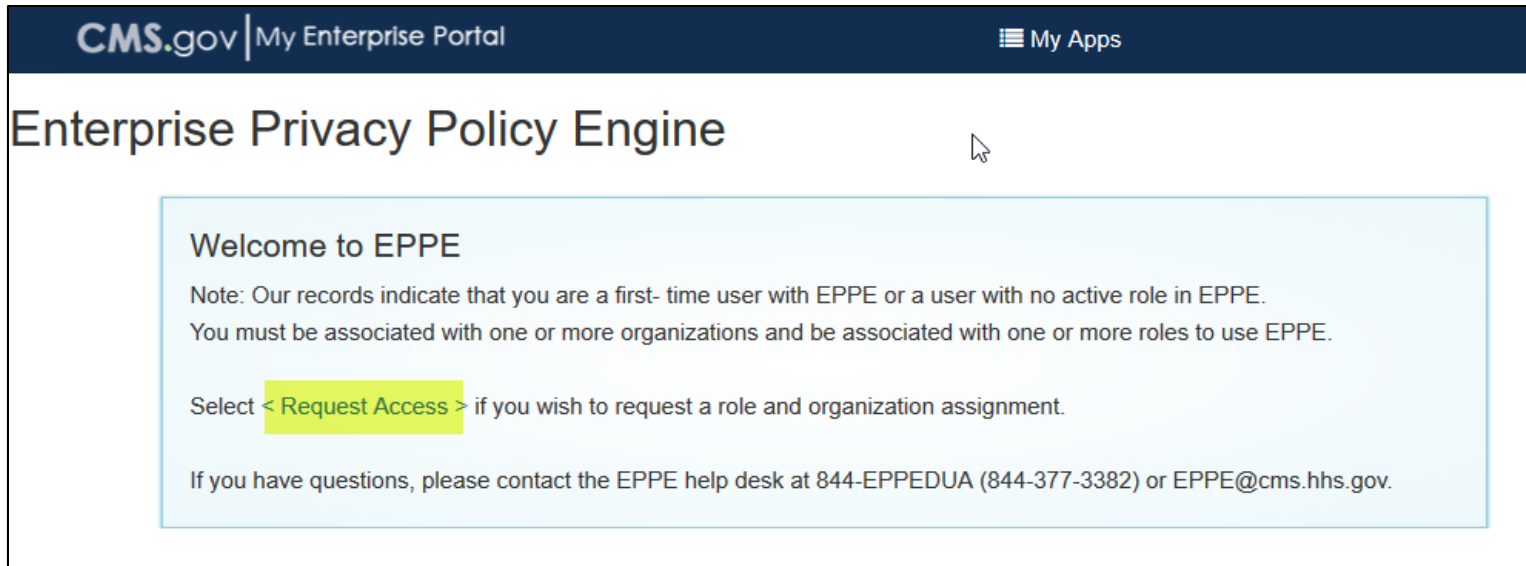 CMS.gov My Enterprise Portal
My Apps
Enterprise Privacy Policy Engine
Welcome to EPPE
Note: Our records indicate that you are a first- time user with EPPE or a user with no active role in EPPE.
You must be associated with one or more organizations and be associated with one or more roles to use EPPE.
Select < Request Access > if you wish to request a role and organization assignment.
If you have questions, please contact the EPPE help desk at 844-EPPEDUA (844-377-3382) or EPPE@cms.hhs.gov.